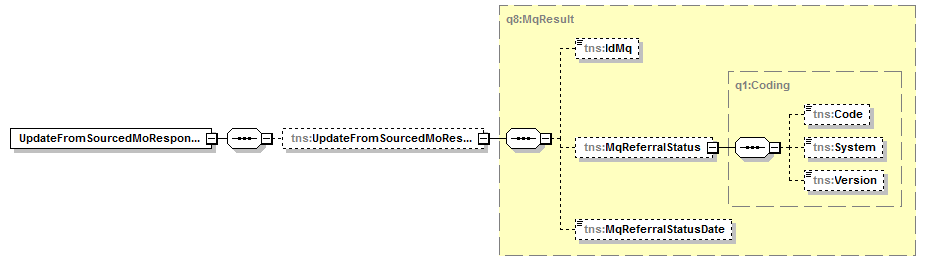 q8:MqResult
tns:IdMq
q1:Coding
tns:Code
UpdateFromSourcedMoRespon...
tns:UpdateFromSourcedMoRes...
tns:MqReferralStatus
tns:System
tns:Version
tns:MqReferralStatusDate